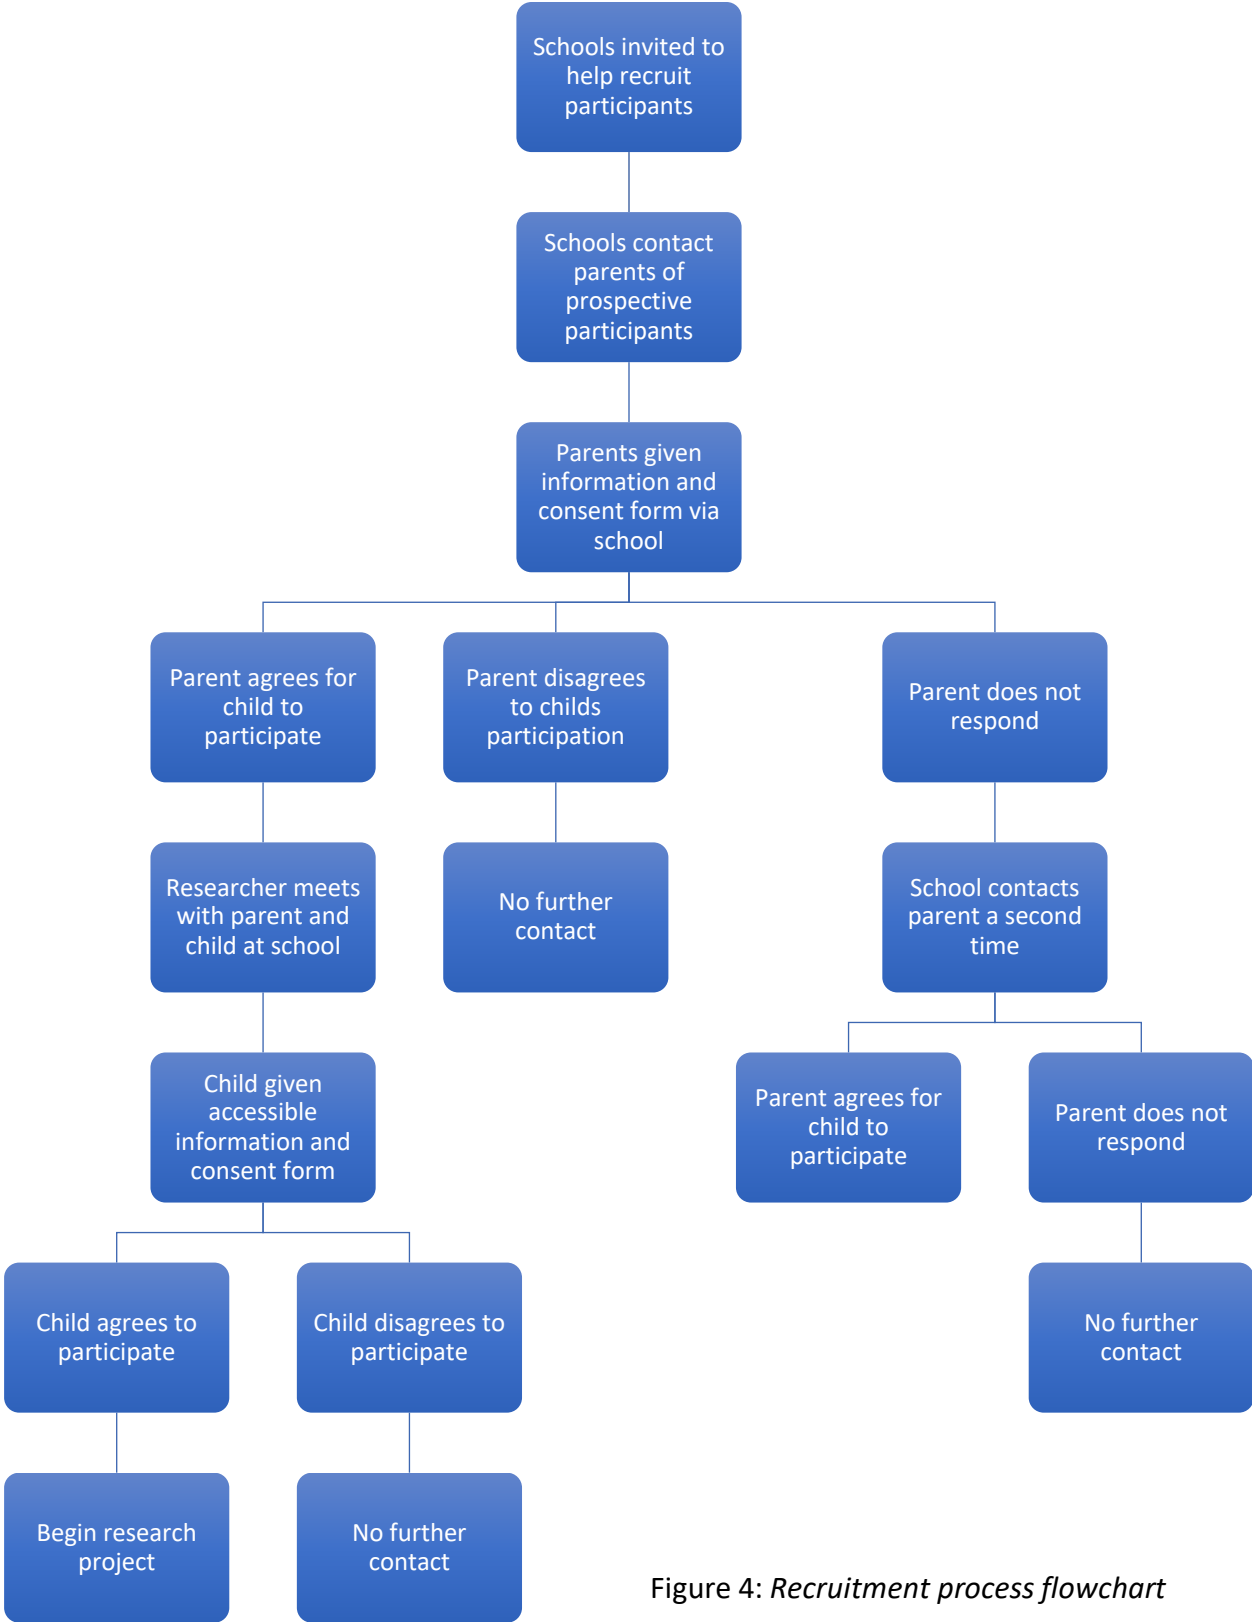 Schools invited to
help recruit
participants
Schools contact
parents of
prospective
participants
Parents given
information and
consent form via
school
Parent agrees for
child to
participate
Parent disagrees
to childs
participation
Parent does not
respond
Researcher meets
with parent and
child at school
No further
contact
School contacts
parent a second
time
Child given
accessible
information and
consent form
Parent agrees for
child to
participate
Parent does not
respond
Child agrees to
participate
Child disagrees to
participate
No further
contact
Begin research
project
No further
contact
Figure 4: Recruitment process flowchart